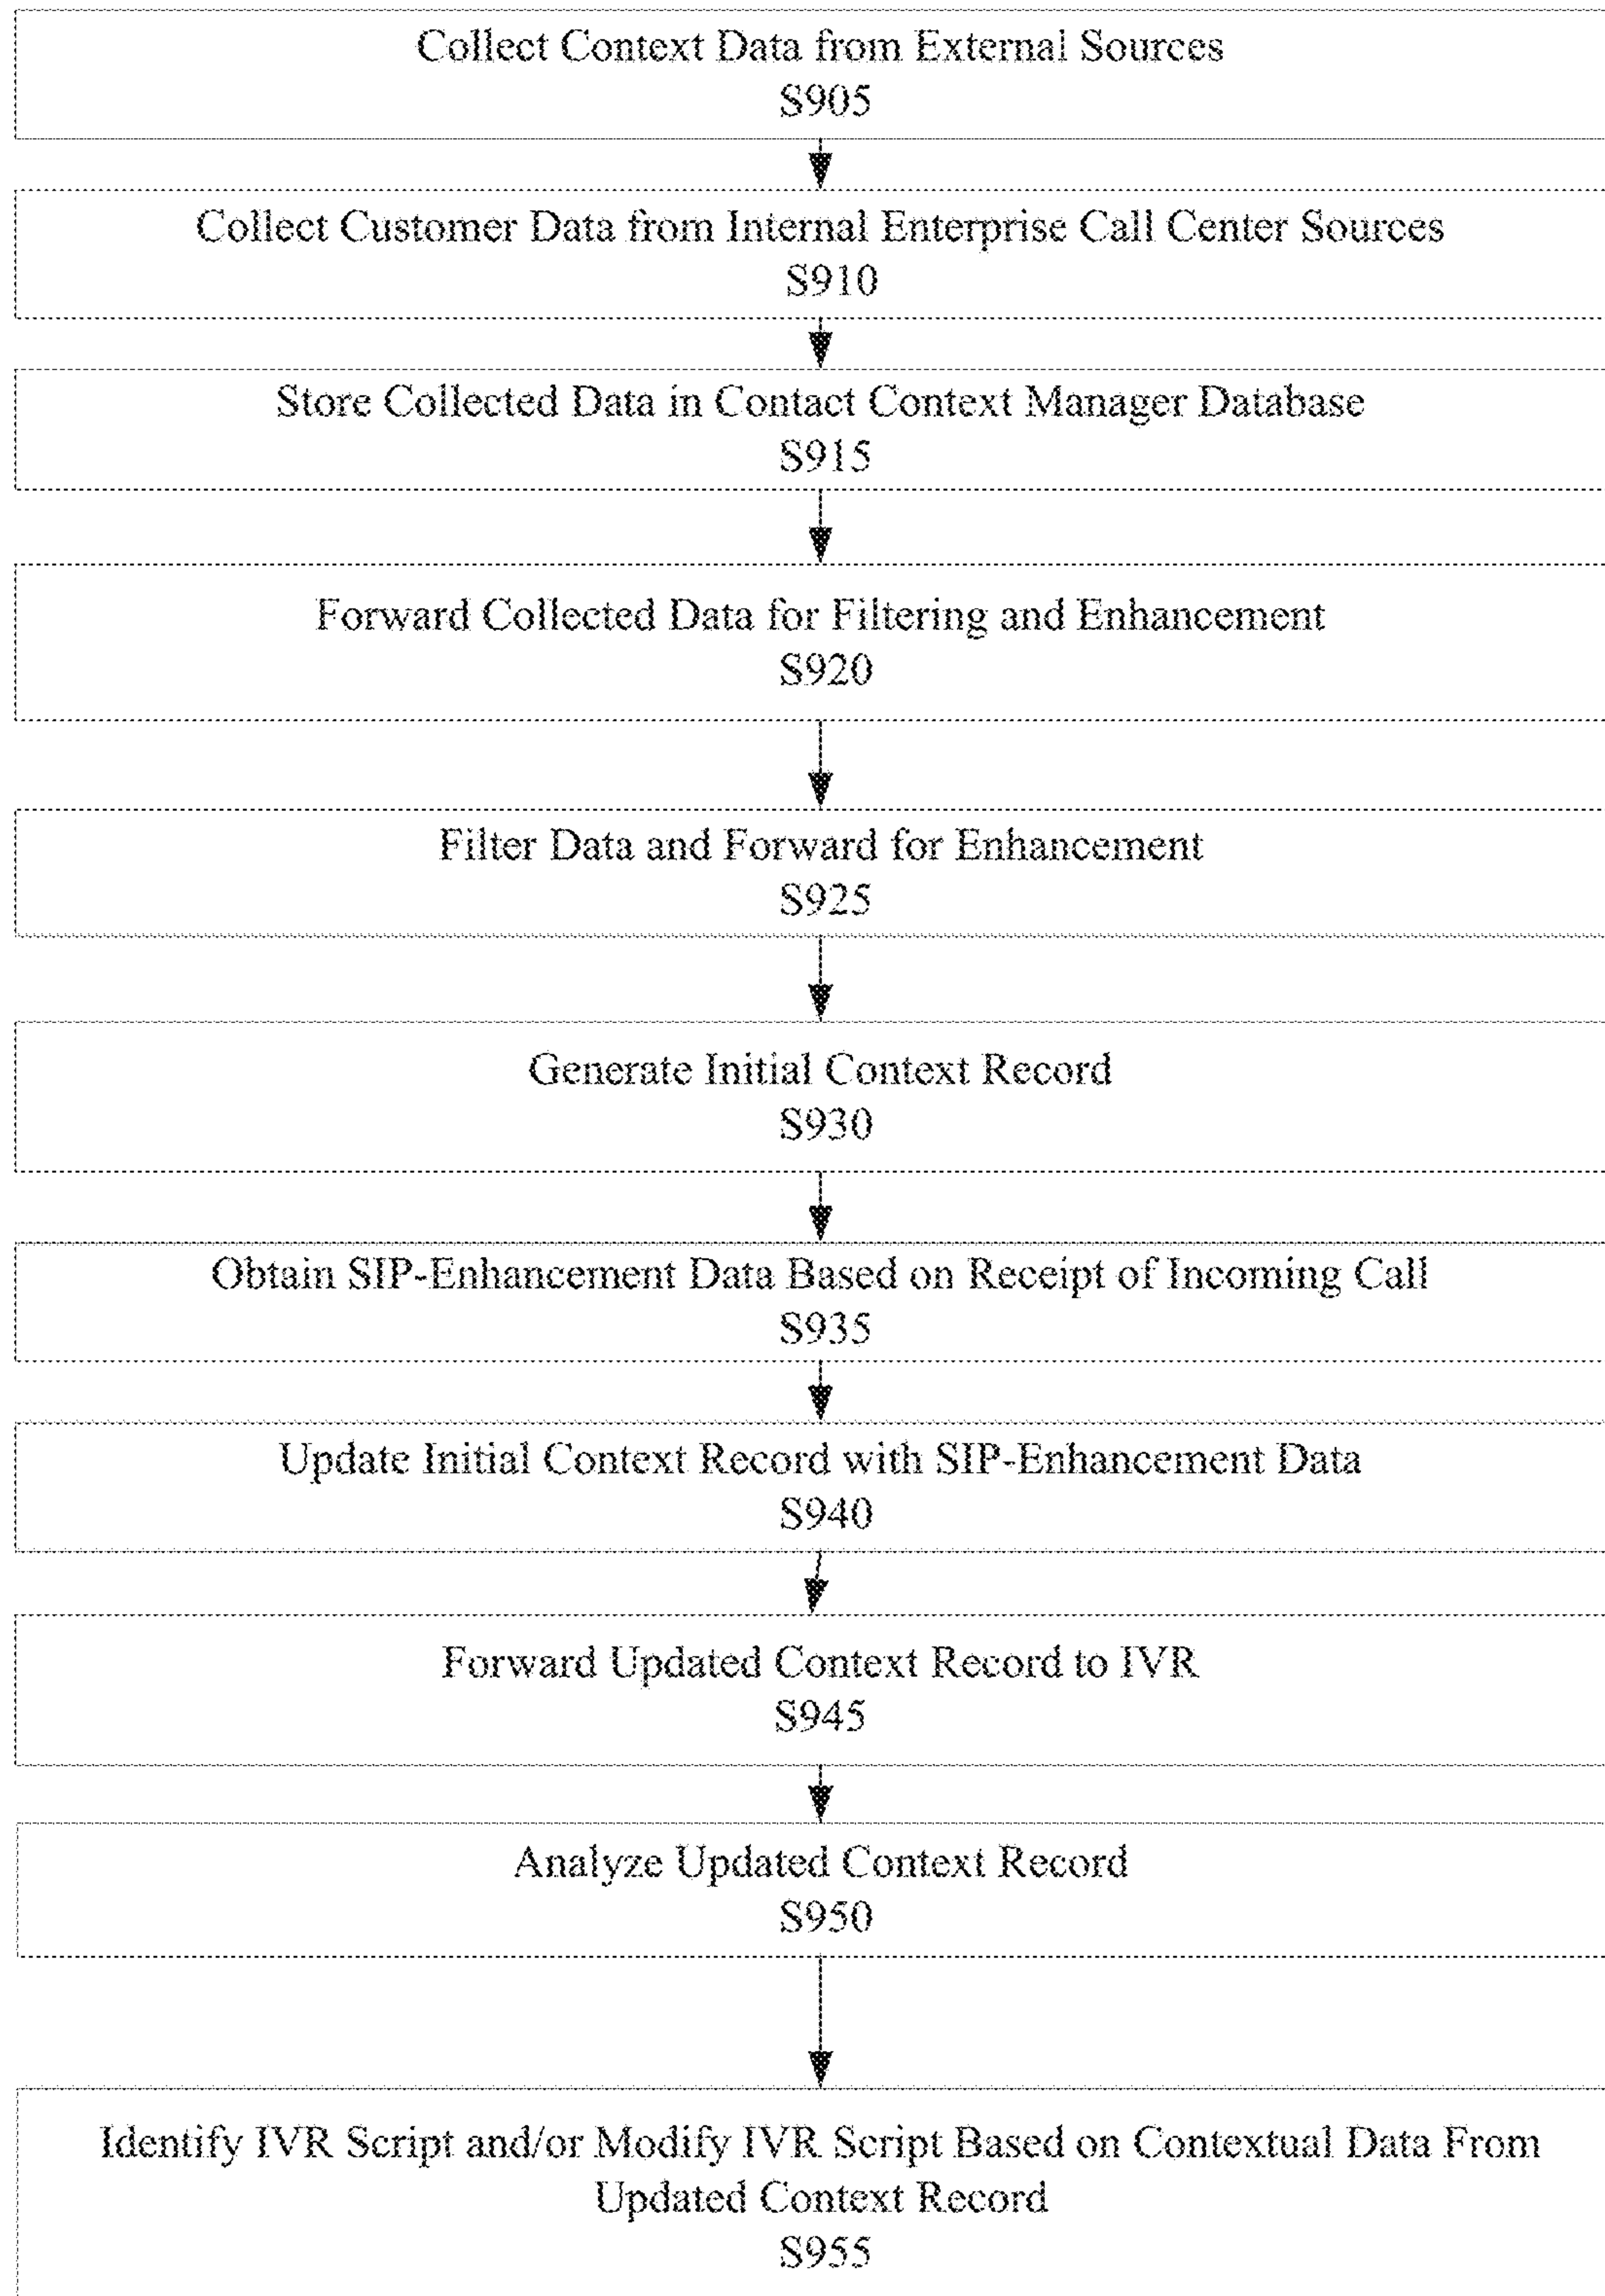 Collect Context Data from External Sources
S905
Collect Customer Data from Internal Enterprise Call Center Sources
S910
Store Collected Data in Contact Context Manager Database
S915
Forward Collected Data for Filtering and Enhancement
S920
Filter Data and Forward for Enhancement
S925
Generate Initial Context Record
S930
Obtain SIP-Enhancement Data Based on Receipt of Incoming Call
S935
Update Initial Context Record with SIP-Enhancement Data
S940
Forward Updated Context Record to IVR
S945
Analyze Updated Context Record
S950
Identify IVR Script and/or Modify IVR Script Based on Contextual Data From
Updated Context Record
S955